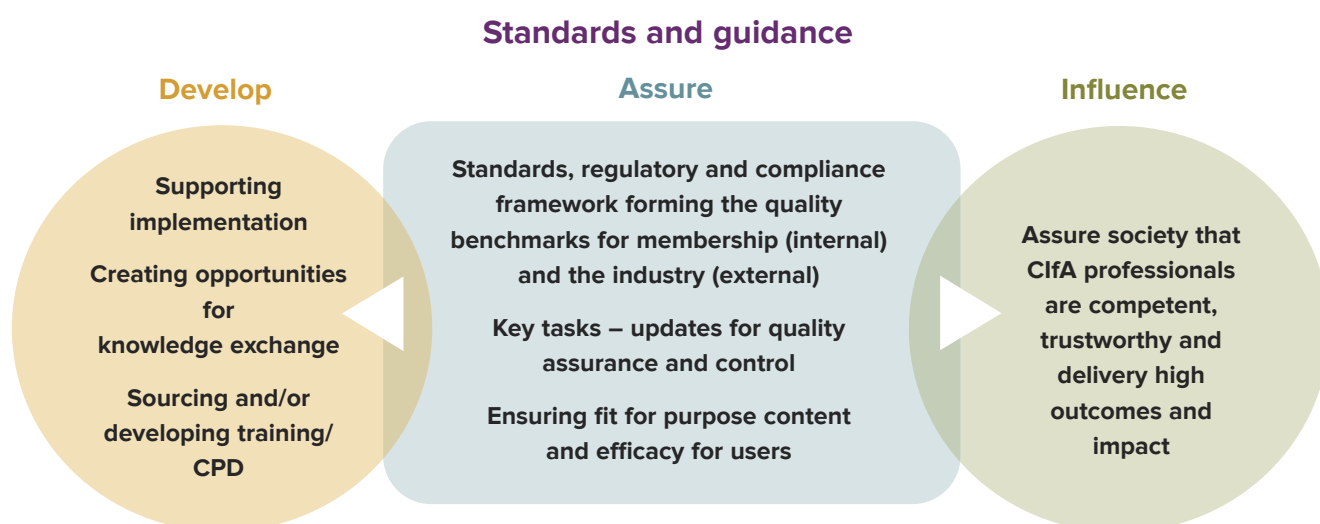 Standards and guidance
Develop
Supporting
implementation
Creating opportunities
for
knowledge exchange
Sourcing and/or
developing training/
CPD
Assure
Standards, regulatory and compliance
framework forming the quality
benchmarks for membership (internal)
and the industry (external)
Key tasks – updates for quality
assurance and control
Ensuring fit for purpose content
and efficacy for users
Influence
Assure society that
CIfA professionals
are competent,
trustworthy and
delivery high
outcomes and
impact